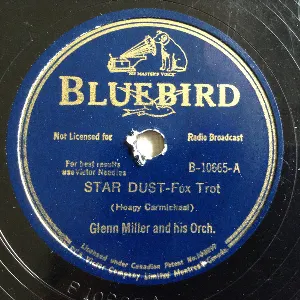 HIS MASTER'S VOICE
BLUEBIRD
Not Licensed for Radio Broadcast
For best results
use Victor Needles
B-10665-A
STAR DUST-Fox Trot
(Hoagy Carmichael)
Glenn Miller and his Orch.
Licensed under Canadian Patent No.
Victor Company Limited Montreal Canada